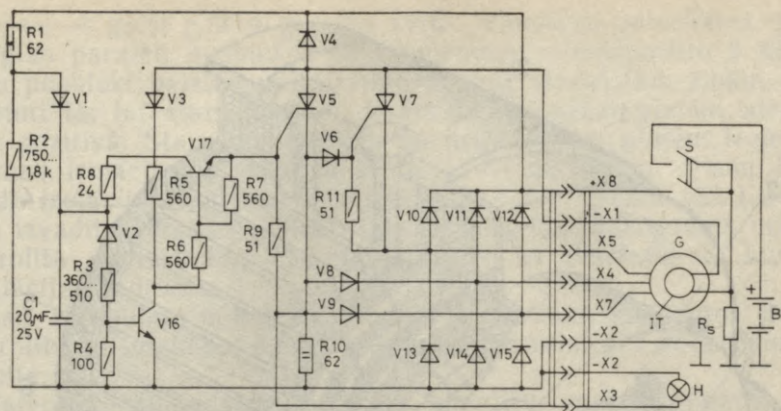 R1
62
V1
V3
V4
V5
V7
V6
V17
R2
750...
1,8k
R8
24
R5
560
R7
560
R6
560
R9
51
R11
51
V2
R3
360...
510
C1
20µF
25V
R4
100
V16
V8
V9
R10
62
V10
V11
V12
V13
V14
V15
+X8
-X1
X5
X4
X7
-X2
-X2
X3
S
G
IT
Rs
+
B
H